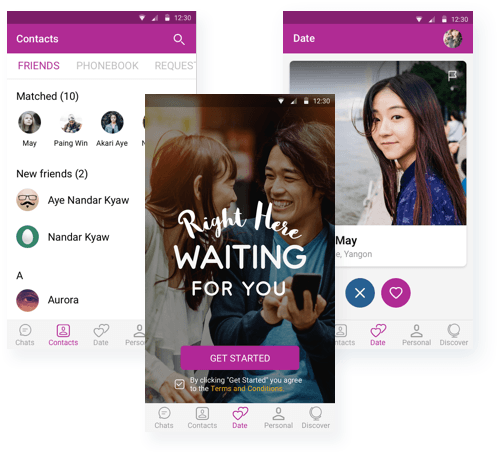 12:30
Contacts
FRIENDS PHONEBOOK REQUEST
Matched (10)
May Paing Win Akari Aye
New friends (2)
Aye Nandar Kyaw
Nandar Kyaw
A
Aurora
Chats Contacts Date
12:30
Right Here
WAITING
FOR YOU
GET STARTED
By clicking "Get Started" you agree
to the Terms and Conditions.
Chats Contacts Date Personal Discover
12:30
Date
May
Yangon
Date Personal Discover